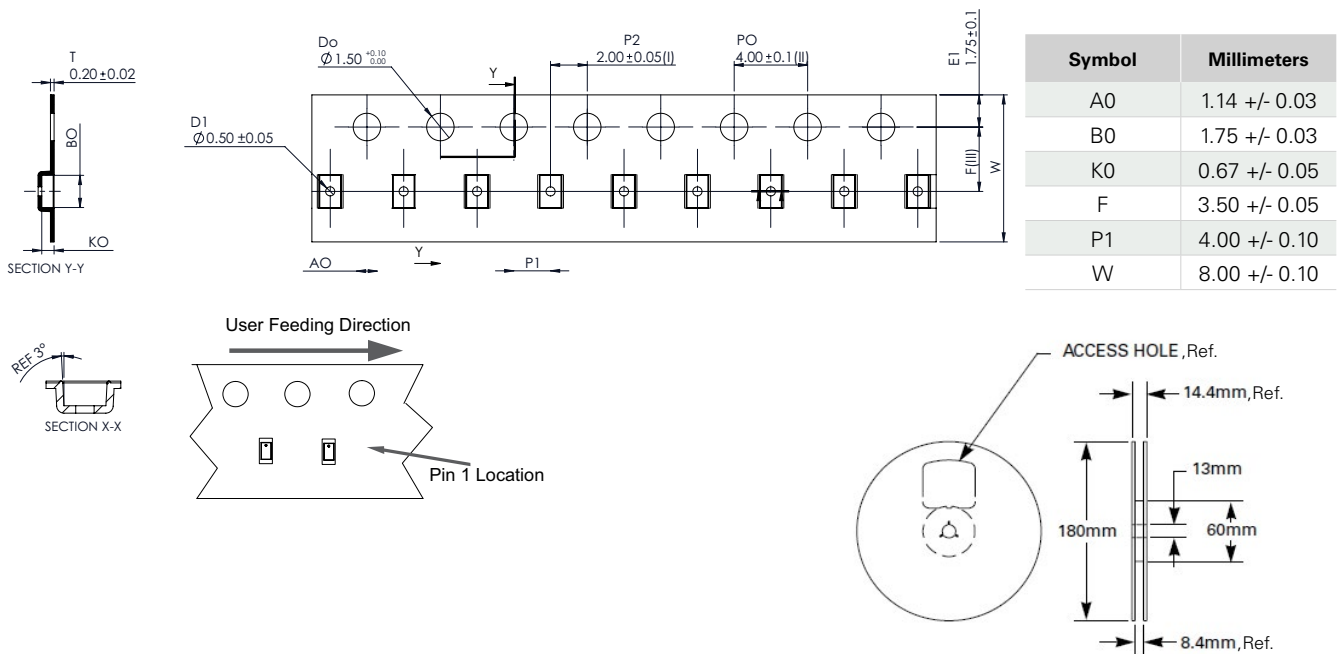 T
0.20±0.02
BO
KO
SECTION Y-Y
Do
Ø1.50 +0.10 0.00
D1
Ø0.50 ±0.05
Y
P2
2.00±0.05(I)
PO
4.00±0.1(II)
E1
1.75±0.1
F(III)
W
AO
Y
P1
Symbol Millimeters
A0 1.14 +/- 0.03
B0 1.75 +/- 0.03
K0 0.67 +/- 0.05
F 3.50 +/- 0.05
P1 4.00 +/- 0.10
W 8.00 +/- 0.10
REF 3°
SECTION X-X
User Feeding Direction
Pin 1 Location
ACCESS HOLE, Ref.
14.4mm, Ref.
13mm
180mm
60mm
8.4mm, Ref.